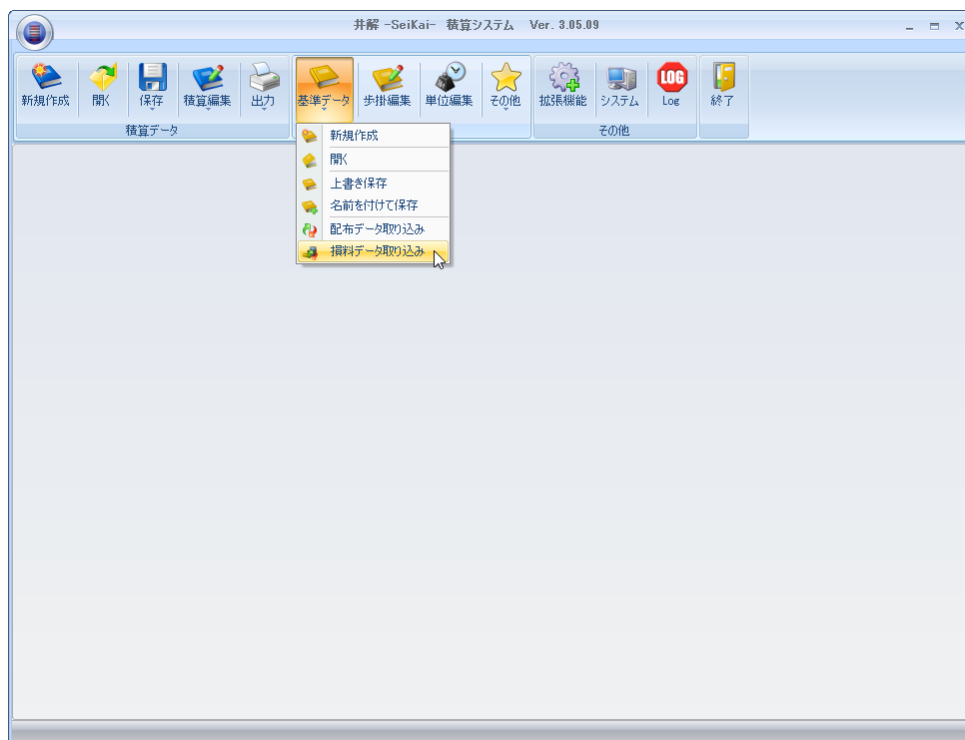 井解 -SeiKai- 積算システム Ver. 3.05.09
新規作成 開く 保存 積算編集 出力 基準データ 歩掛編集 単位編集 その他 拡張機能 システム Log 終了
LOG
積算データ その他
新規作成
開く
上書き保存
名前を付けて保存
配布データ取り込み
損料データ取り込み